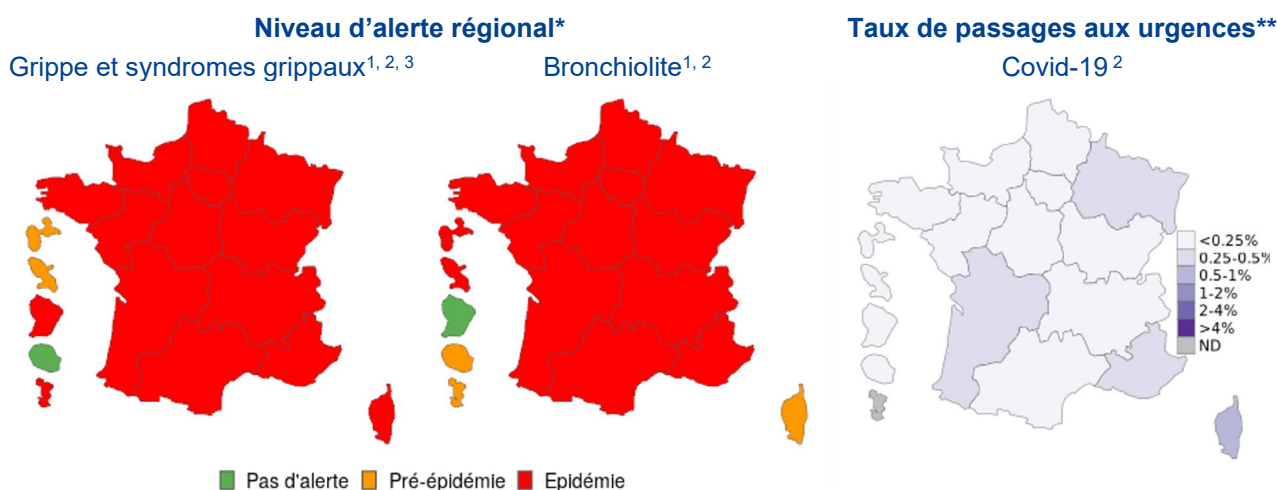 Niveau d’alerte régional*
Grippe et syndromes grippaux1, 2, 3
Bronchiolite1, 2
Pas d'alerte
Pré-épidémie
Epidémie
Taux de passages aux urgences**
Covid-19 2
<0.25%
0.25-0.5%
0.5-1%
1-2%
2-4%
>4%
ND